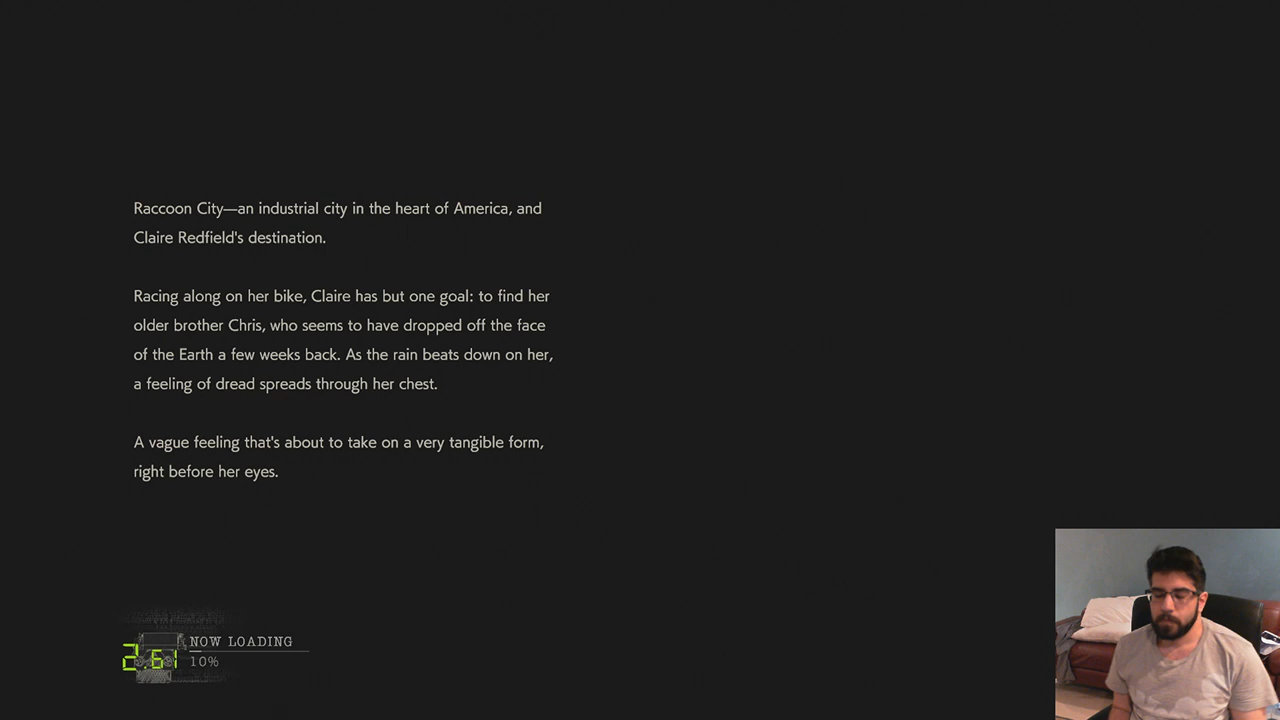 Raccoon City—an industrial city in the heart of America, and
Claire Redfield's destination.
Racing along on her bike, Claire has but one goal: to find her
older brother Chris, who seems to have dropped off the face
of the Earth a few weeks back. As the rain beats down on her,
a feeling of dread spreads through her chest.
A vague feeling that's about to take on a very tangible form,
right before her eyes.
NOW LOADING
10%